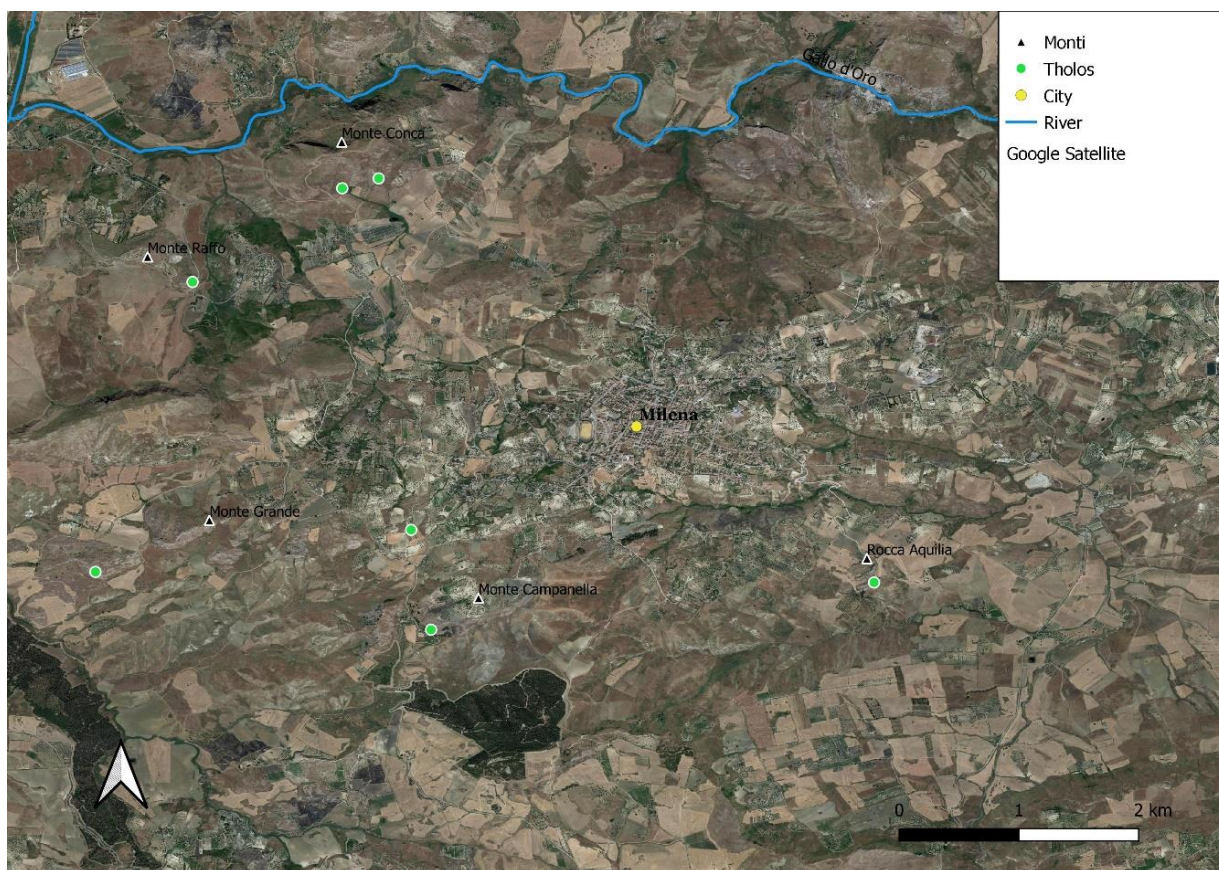 Monti
Tholos
City
River
Google Satellite
Gallo d'Oro
Monte Conca
Monte Raffo
Milena
Monte Grande
Rocca Aquilia
Monte Campanella
0 1 2 km